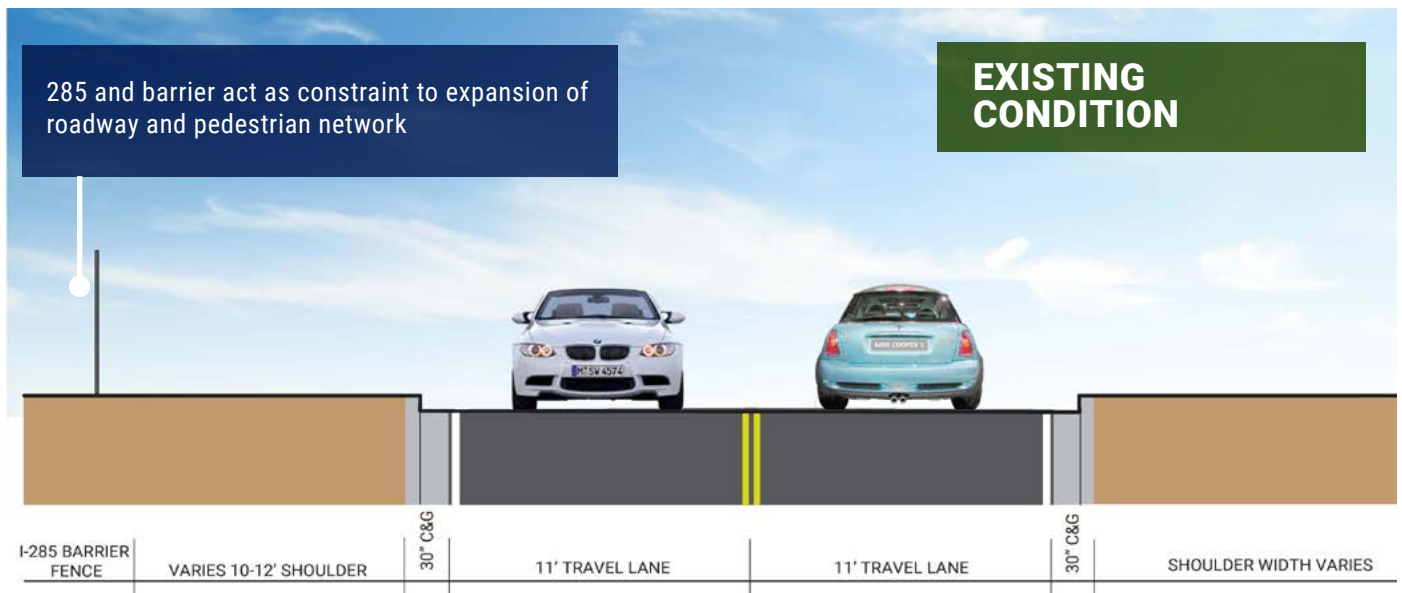 285 and barrier act as constraint to expansion of
roadway and pedestrian network
EXISTING
CONDITION
MINI COOPER S
M SW 4574
I-285 BARRIER
FENCE
VARIES 10-12' SHOULDER
30" C&G
11' TRAVEL LANE
11' TRAVEL LANE
30" C&G
SHOULDER WIDTH VARIES